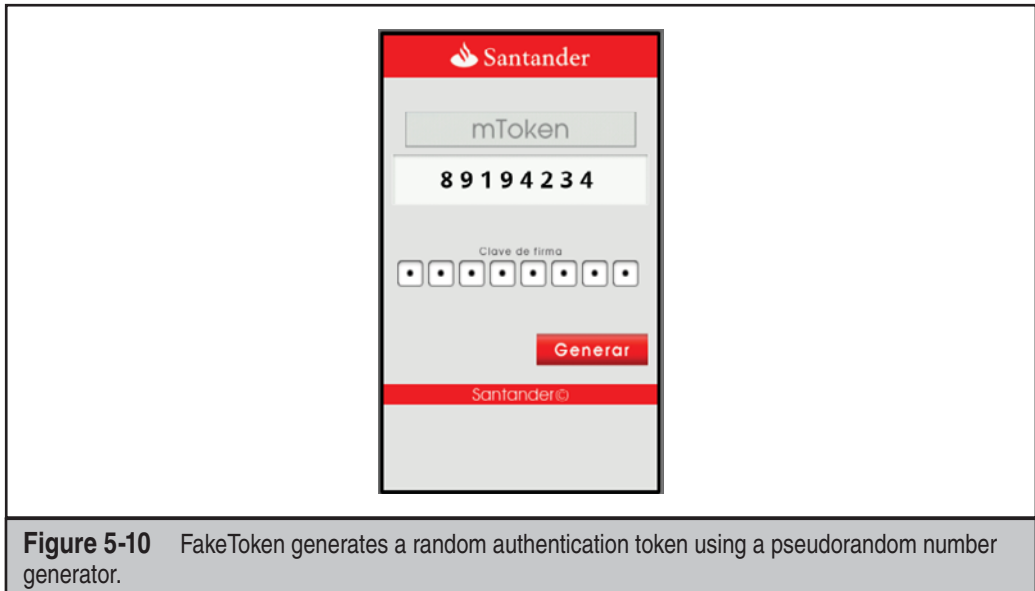 Santander
mToken
89194234
Clave de firma
Generar
Santander©
Figure 5-10 FakeToken generates a random authentication token using a pseudorandom number
generator.